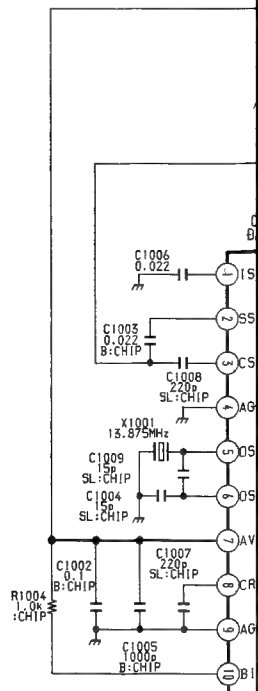 C1006
0.022
1
IS
2
SS
C1003
0.022
B:CHIP
3
CS
C1008
220p
SL:CHIP
4
AG
X1001
13.875MHz
5
OS
C1009
15p
SL:CHIP
C1004
15p
SL:CHIP
6
OS
7
AV
C1002
0.1
B:CHIP
C1007
220p
SL:CHIP
8
CR
R1004
1.0k
:CHIP
9
AG
C1005
1000p
B:CHIP
10
BI